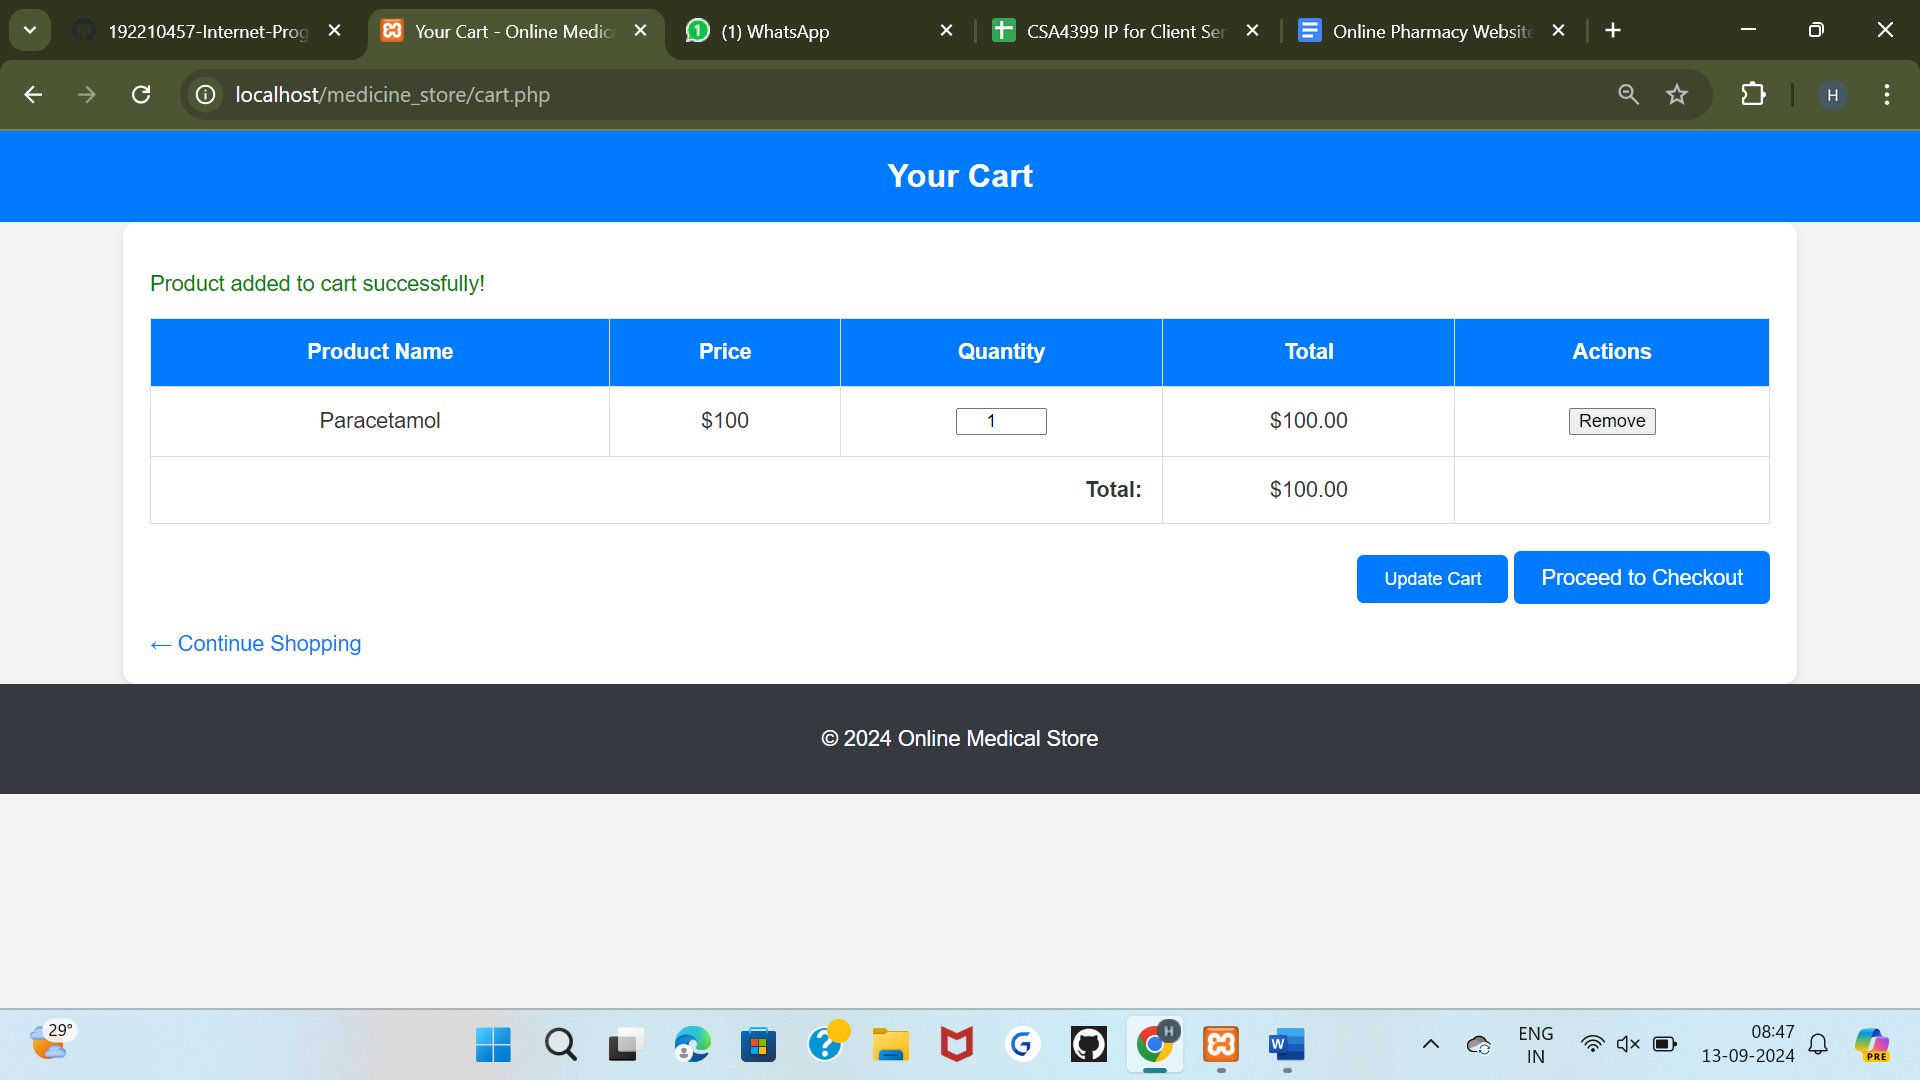 192210457-Internet-Prog
Your Cart - Online Medic
(1) WhatsApp
CSA4399 IP for Client Ser
Online Pharmacy Website
localhost/medicine_store/cart.php
H
Your Cart
Product added to cart successfully!
Product Name Price Quantity Total Actions
Paracetamol $100 1 $100.00 Remove
Total: $100.00
Update Cart Proceed to Checkout
← Continue Shopping
© 2024 Online Medical Store
29°
H
ENG
IN
08:47
13-09-2024
PRE